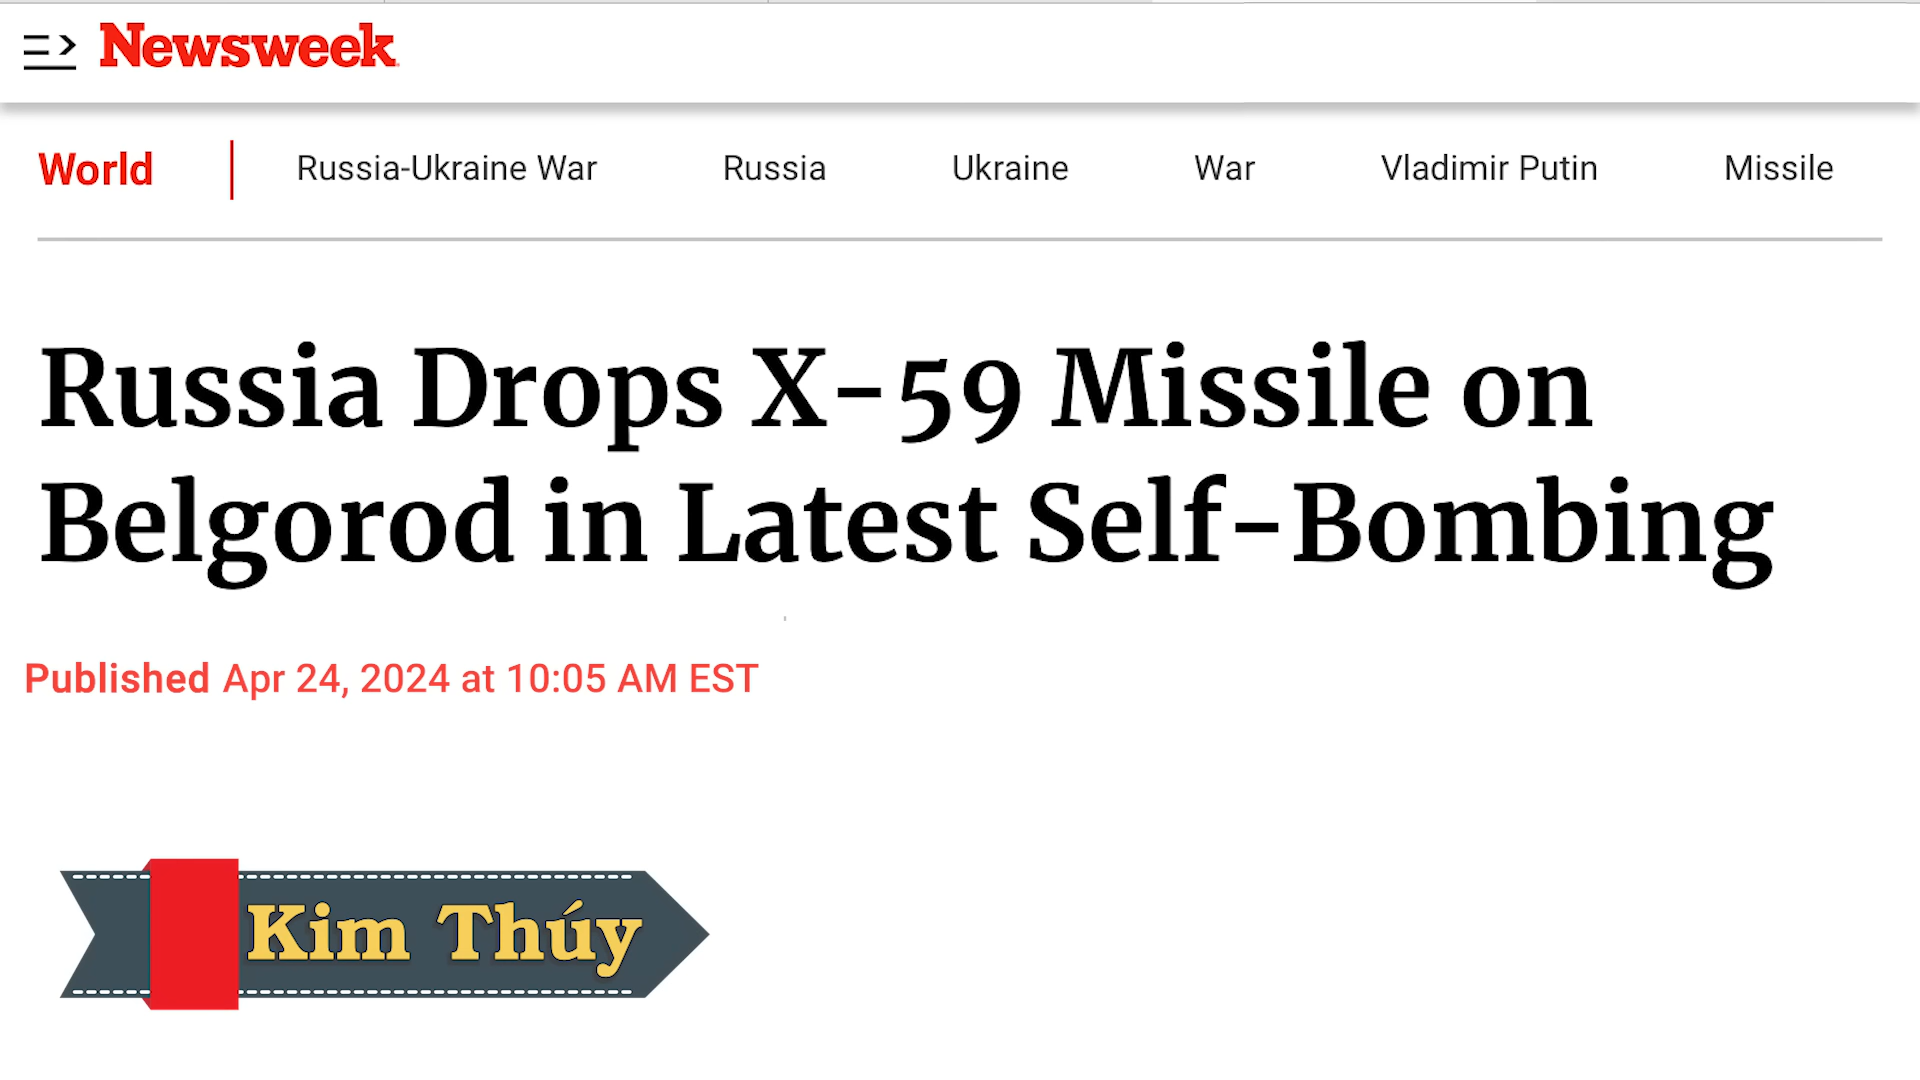 Newsweek
World Russia-Ukraine War Russia Ukraine War Vladimir Putin Missile
Russia Drops X-59 Missile on
Belgorod in Latest Self-Bombing
Published Apr 24, 2024 at 10:05 AM EST
Kim Thúy